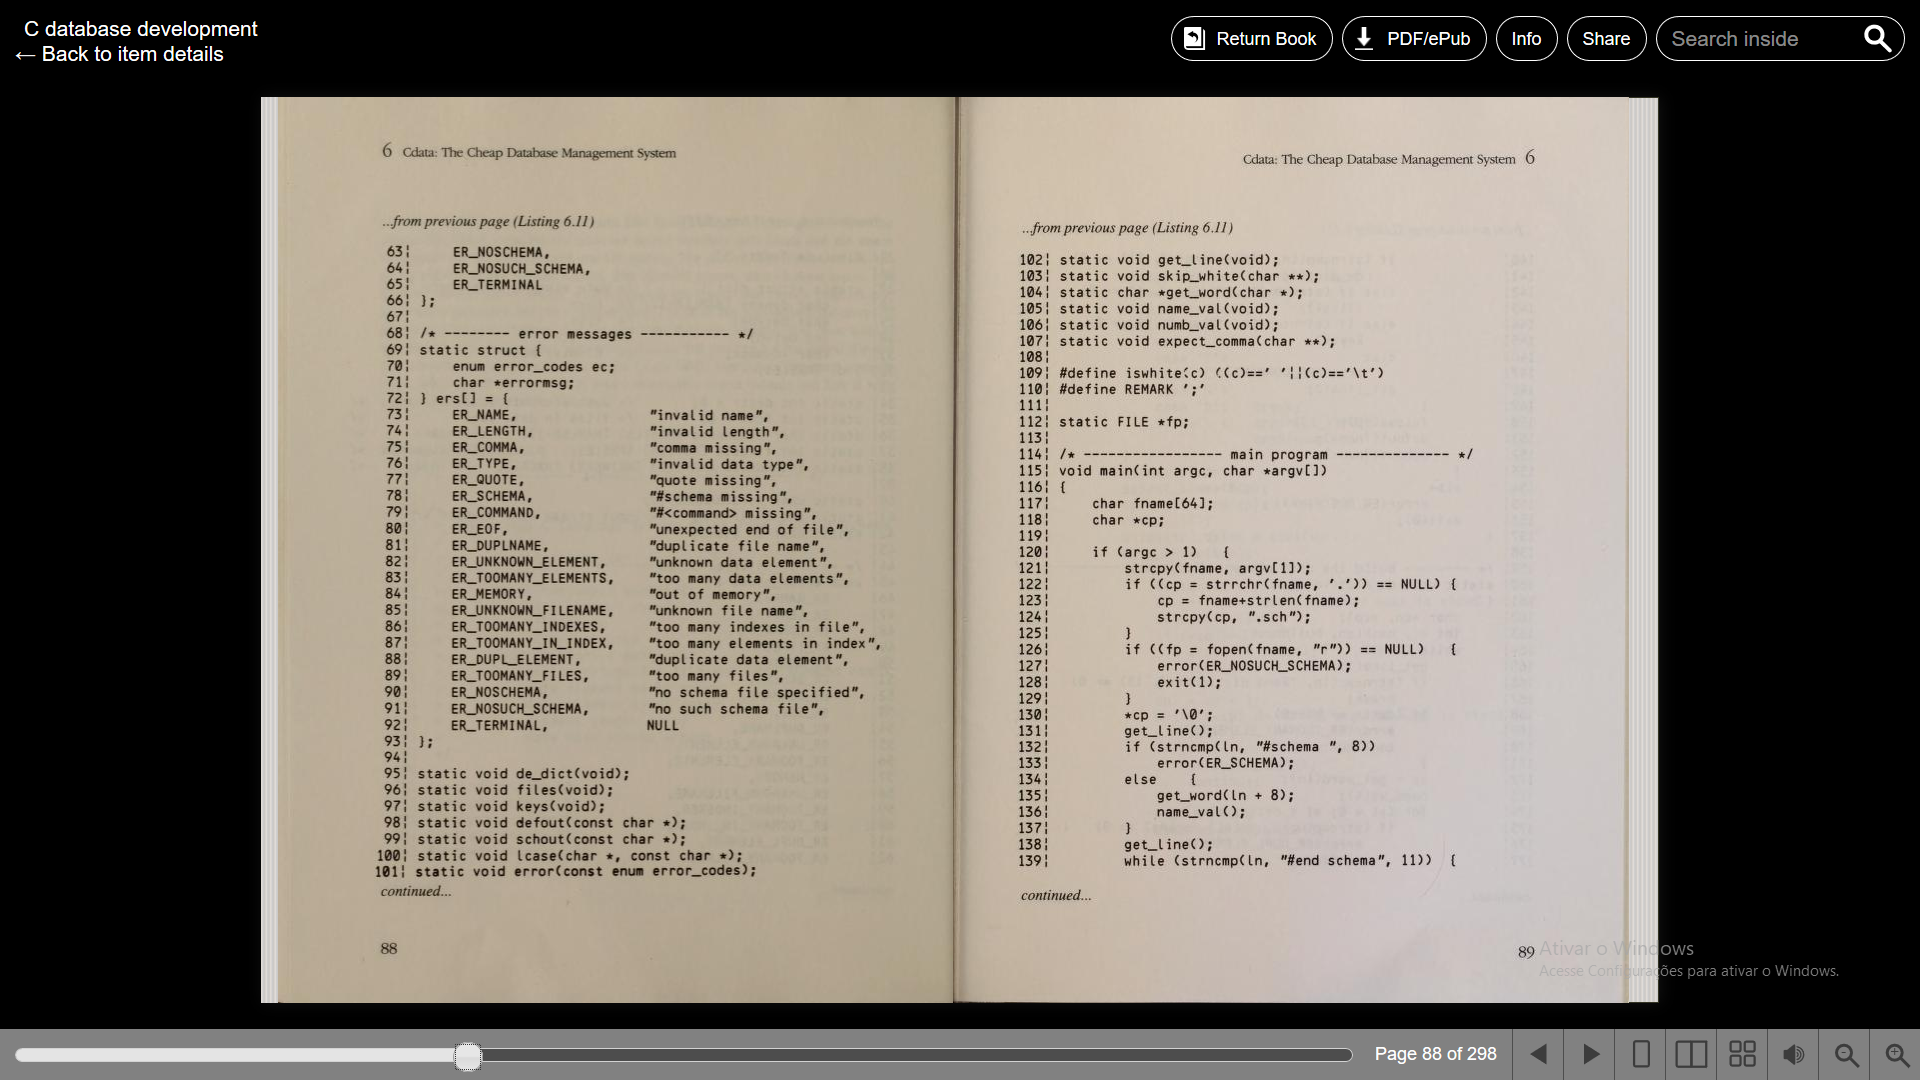 C database development
← Back to item details
Return Book
PDF/ePub
Info
Share
Search inside
6 Cdata: The Cheap Database Management System
...from previous page (Listing 6.11)
63¦     ER_NOSCHEMA,
64¦     ER_NOSUCH_SCHEMA,
65¦     ER_TERMINAL
66¦ };
67¦
68¦ /* -------- error messages ----------- */
69¦ static struct {
70¦     enum error_codes ec;
71¦     char *errormsg;
72¦ } ers[] = {
73¦     ER_NAME,                "invalid name",
74¦     ER_LENGTH,              "invalid length",
75¦     ER_COMMA,               "comma missing",
76¦     ER_TYPE,                "invalid data type",
77¦     ER_QUOTE,               "quote missing",
78¦     ER_SCHEMA,              "#schema missing",
79¦     ER_COMMAND,             "#<command> missing",
80¦     ER_EOF,                 "unexpected end of file",
81¦     ER_DUPLNAME,            "duplicate file name",
82¦     ER_UNKNOWN_ELEMENT,     "unknown data element",
83¦     ER_TOOMANY_ELEMENTS,    "too many data elements",
84¦     ER_MEMORY,              "out of memory",
85¦     ER_UNKNOWN_FILENAME,    "unknown file name",
86¦     ER_TOOMANY_INDEXES,     "too many indexes in file",
87¦     ER_TOOMANY_IN_INDEX,    "too many elements in index",
88¦     ER_DUPL_ELEMENT,        "duplicate data element",
89¦     ER_TOOMANY_FILES,       "too many files",
90¦     ER_NOSCHEMA,            "no schema file specified",
91¦     ER_NOSUCH_SCHEMA,       "no such schema file",
92¦     ER_TERMINAL,            NULL
93¦ };
94¦
95¦ static void de_dict(void);
96¦ static void files(void);
97¦ static void keys(void);
98¦ static void defout(const char *);
99¦ static void schout(const char *);
100¦ static void lcase(char *, const char *);
101¦ static void error(const enum error_codes);
continued...
88
Cdata: The Cheap Database Management System 6
...from previous page (Listing 6.11)
102¦ static void get_line(void);
103¦ static void skip_white(char **);
104¦ static char *get_word(char *);
105¦ static void name_val(void);
106¦ static void numb_val(void);
107¦ static void expect_comma(char **);
108¦
109¦ #define iswhite(c) ((c)==' '||(c)=='\t')
110¦ #define REMARK ';'
111¦
112¦ static FILE *fp;
113¦
114¦ /* ----------------- main program -------------- */
115¦ void main(int argc, char *argv[])
116¦ {
117¦     char fname[64];
118¦     char *cp;
119¦
120¦     if (argc > 1)   {
121¦         strcpy(fname, argv[1]);
122¦         if ((cp = strrchr(fname, '.')) == NULL) {
123¦             cp = fname+strlen(fname);
124¦             strcpy(cp, ".sch");
125¦         }
126¦         if ((fp = fopen(fname, "r")) == NULL)   {
127¦             error(ER_NOSUCH_SCHEMA);
128¦             exit(1);
129¦         }
130¦         *cp = '\0';
131¦         get_line();
132¦         if (strncmp(ln, "#schema ", 8))
133¦             error(ER_SCHEMA);
134¦         else    {
135¦             get_word(ln + 8);
136¦             name_val();
137¦         }
138¦         get_line();
139¦         while (strncmp(ln, "#end schema", 11))  {
continued...
89
Ativar o Windows
Acesse Configurações para ativar o Windows.
Page 88 of 298